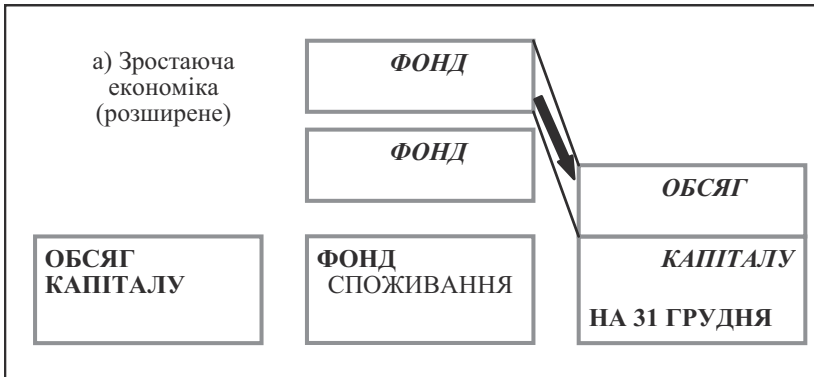 а) Зростаюча
економіка
(розширене)
ФОНД
ФОНД
ОБСЯГ
КАПІТАЛУ
ФОНД
СПОЖИВАННЯ
ОБСЯГ
КАПІТАЛУ
НА 31 ГРУДНЯ